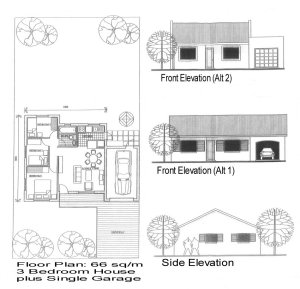 Front Elevation (Alt 2)
Front Elevation (Alt 1)
Side Elevation
Floor Plan: 66 sq/m
3 Bedroom House
plus Single Garage